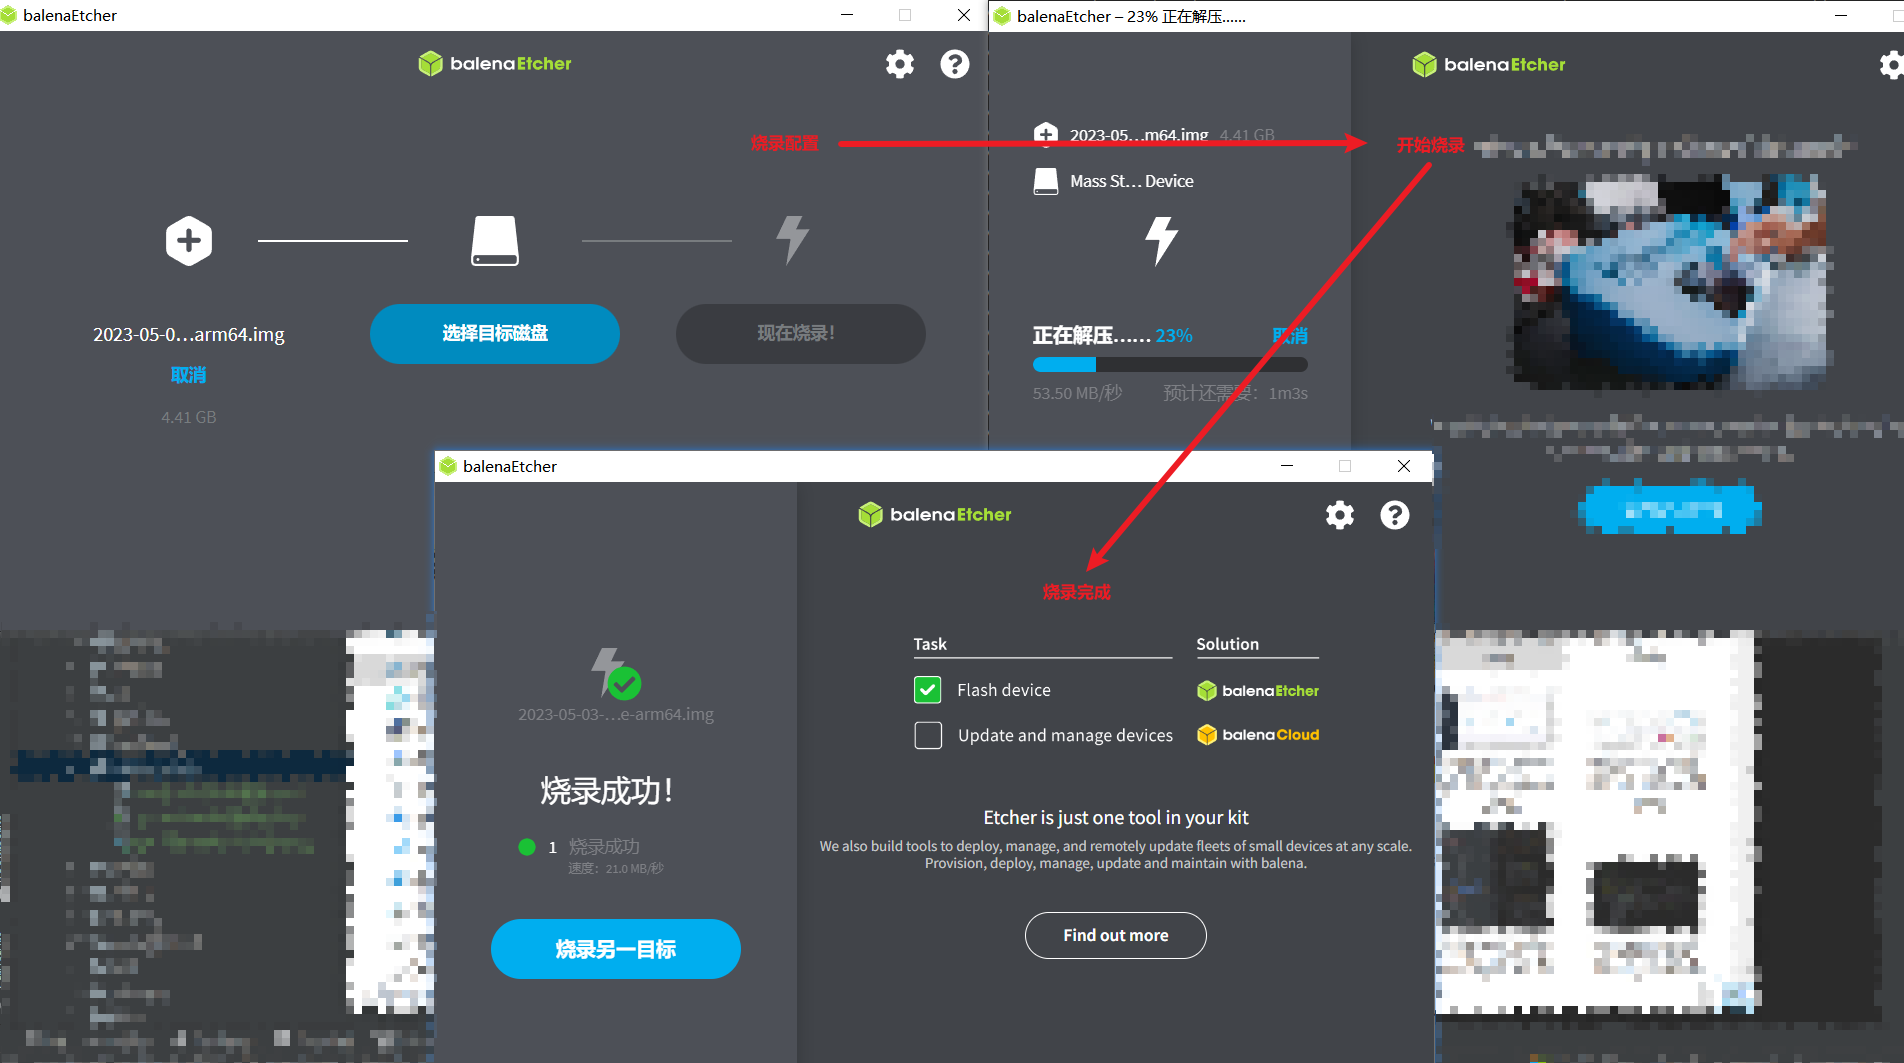 balenaEtcher
balenaEtcher
烧录配置
2023-05-0...arm64.img
取消
4.41 GB
选择目标磁盘
现在烧录!
balenaEtcher – 23% 正在解压......
balenaEtcher
2023-05...m64.img 4.41 GB
Mass St... Device
开始烧录
正在解压...... 23% 取消
53.50 MB/秒 预计还需要: 1m3s
balenaEtcher
balenaEtcher
烧录完成
2023-05-03-...e-arm64.img
烧录成功!
1 烧录成功
速度: 21.0 MB/秒
烧录另一目标
Task Solution
Flash device balenaEtcher
Update and manage devices balenaCloud
Etcher is just one tool in your kit
We also build tools to deploy, manage, and remotely update fleets of small devices at any scale.
Provision, deploy, manage, update and maintain with balena.
Find out more